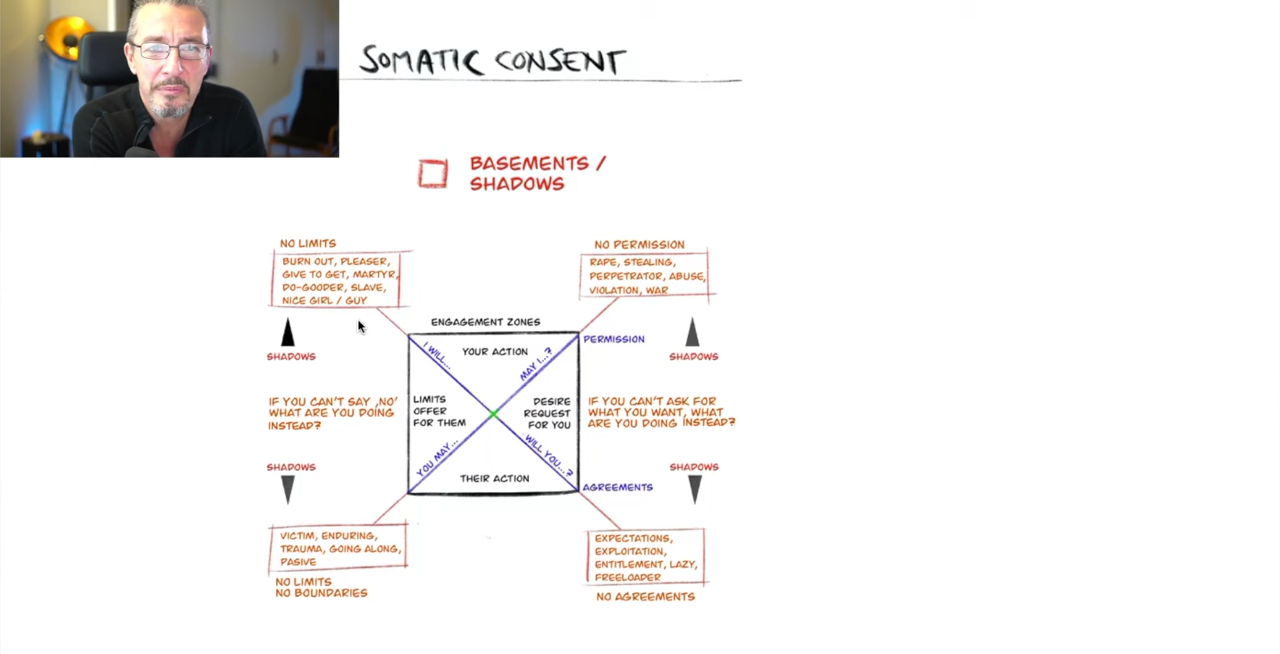 SOMATIC CONSENT
BASEMENTS /
SHADOWS
NO LIMITS
BURN OUT, PLEASER,
GIVE TO GET, MARTYR,
DO-GOODER, SLAVE,
NICE GIRL / GUY
NO PERMISSION
RAPE, STEALING,
PERPETRATOR, ABUSE,
VIOLATION, WAR
SHADOWS
ENGAGEMENT ZONES
SHADOWS
I WILL...
YOUR ACTION
MAY I...?
PERMISSION
IF YOU CAN'T SAY ,NO'
WHAT ARE YOU DOING
INSTEAD?
LIMITS
OFFER
FOR THEM
DESIRE
REQUEST
FOR YOU
IF YOU CAN'T ASK FOR
WHAT YOU WANT, WHAT
ARE YOU DOING INSTEAD?
SHADOWS
YOU MAY...
THEIR ACTION
WILL YOU...?
AGREEMENTS
SHADOWS
VICTIM, ENDURING,
TRAUMA, GOING ALONG,
PASIVE
NO LIMITS
NO BOUNDARIES
EXPECTATIONS,
EXPLOITATION,
ENTITLEMENT, LAZY,
FREELOADER
NO AGREEMENTS